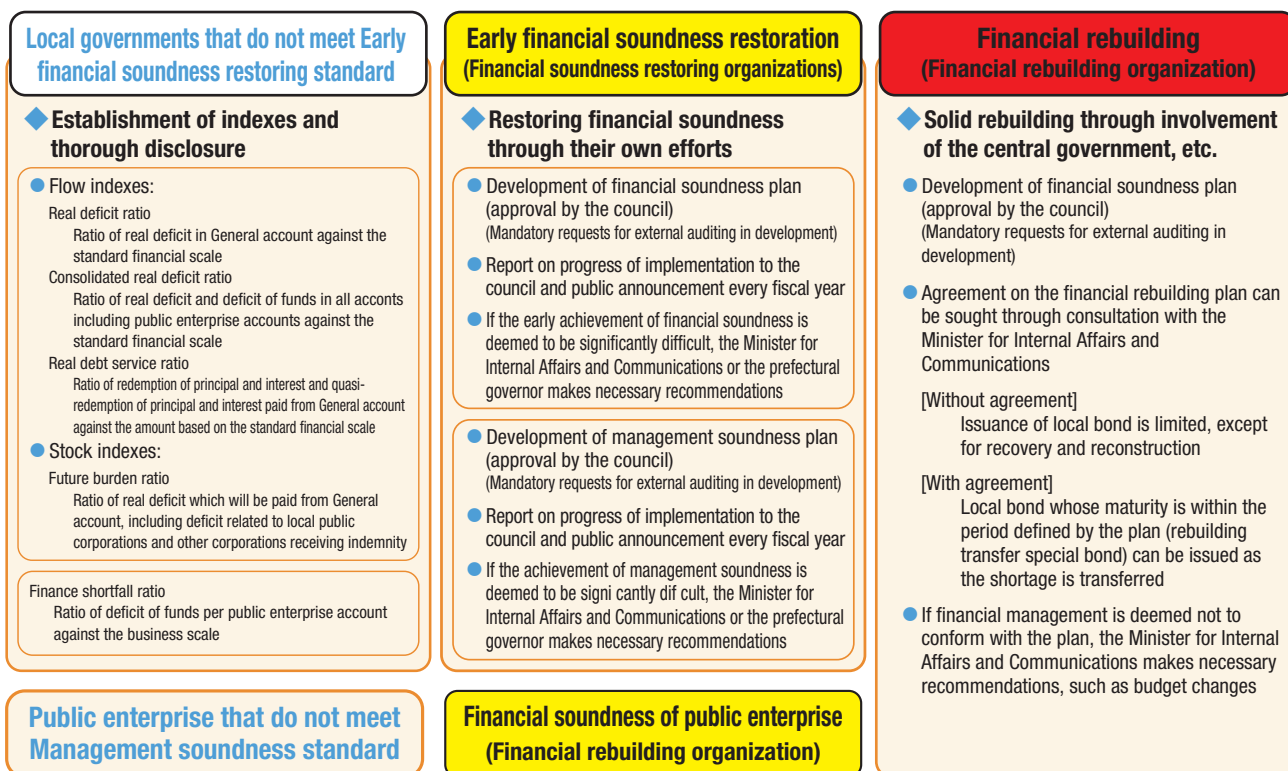 Local governments that do not meet Early
financial soundness restoring standard
Establishment of indexes and
thorough disclosure
Flow indexes:
Real deficit ratio
Ratio of real deficit in General account against the
standard financial scale
Consolidated real deficit ratio
Ratio of real deficit and deficit of funds in all acconts
including public enterprise accounts against the
standard financial scale
Real debt service ratio
Ratio of redemption of principal and interest and quasi-
redemption of principal and interest paid from General account
against the amount based on the standard financial scale
Stock indexes:
Future burden ratio
Ratio of real deficit which will be paid from General
account, including deficit related to local public
corporations and other corporations receiving indemnity
Finance shortfall ratio
Ratio of deficit of funds per public enterprise account
against the business scale
Public enterprise that do not meet
Management soundness standard
Early financial soundness restoration
(Financial soundness restoring organizations)
Restoring financial soundness
through their own efforts
Development of financial soundness plan
(approval by the council)
(Mandatory requests for external auditing in development)
Report on progress of implementation to the
council and public announcement every fiscal year
If the early achievement of financial soundness is
deemed to be significantly difficult, the Minister for
Internal Affairs and Communications or the prefectural
governor makes necessary recommendations
Development of management soundness plan
(approval by the council)
(Mandatory requests for external auditing in development)
Report on progress of implementation to the
council and public announcement every fiscal year
If the achievement of management soundness is
deemed to be signi cantly dif cult, the Minister for
Internal Affairs and Communications or the prefectural
governor makes necessary recommendations
Financial soundness of public enterprise
(Financial rebuilding organization)
Financial rebuilding
(Financial rebuilding organization)
Solid rebuilding through involvement
of the central government, etc.
Development of financial soundness plan
(approval by the council)
(Mandatory requests for external auditing in
development)
Agreement on the financial rebuilding plan can
be sought through consultation with the
Minister for Internal Affairs and
Communications
[Without agreement]
Issuance of local bond is limited, except
for recovery and reconstruction
[With agreement]
Local bond whose maturity is within the
period defined by the plan (rebuilding
transfer special bond) can be issued as
the shortage is transferred
If financial management is deemed not to
conform with the plan, the Minister for Internal
Affairs and Communications makes necessary
recommendations, such as budget changes